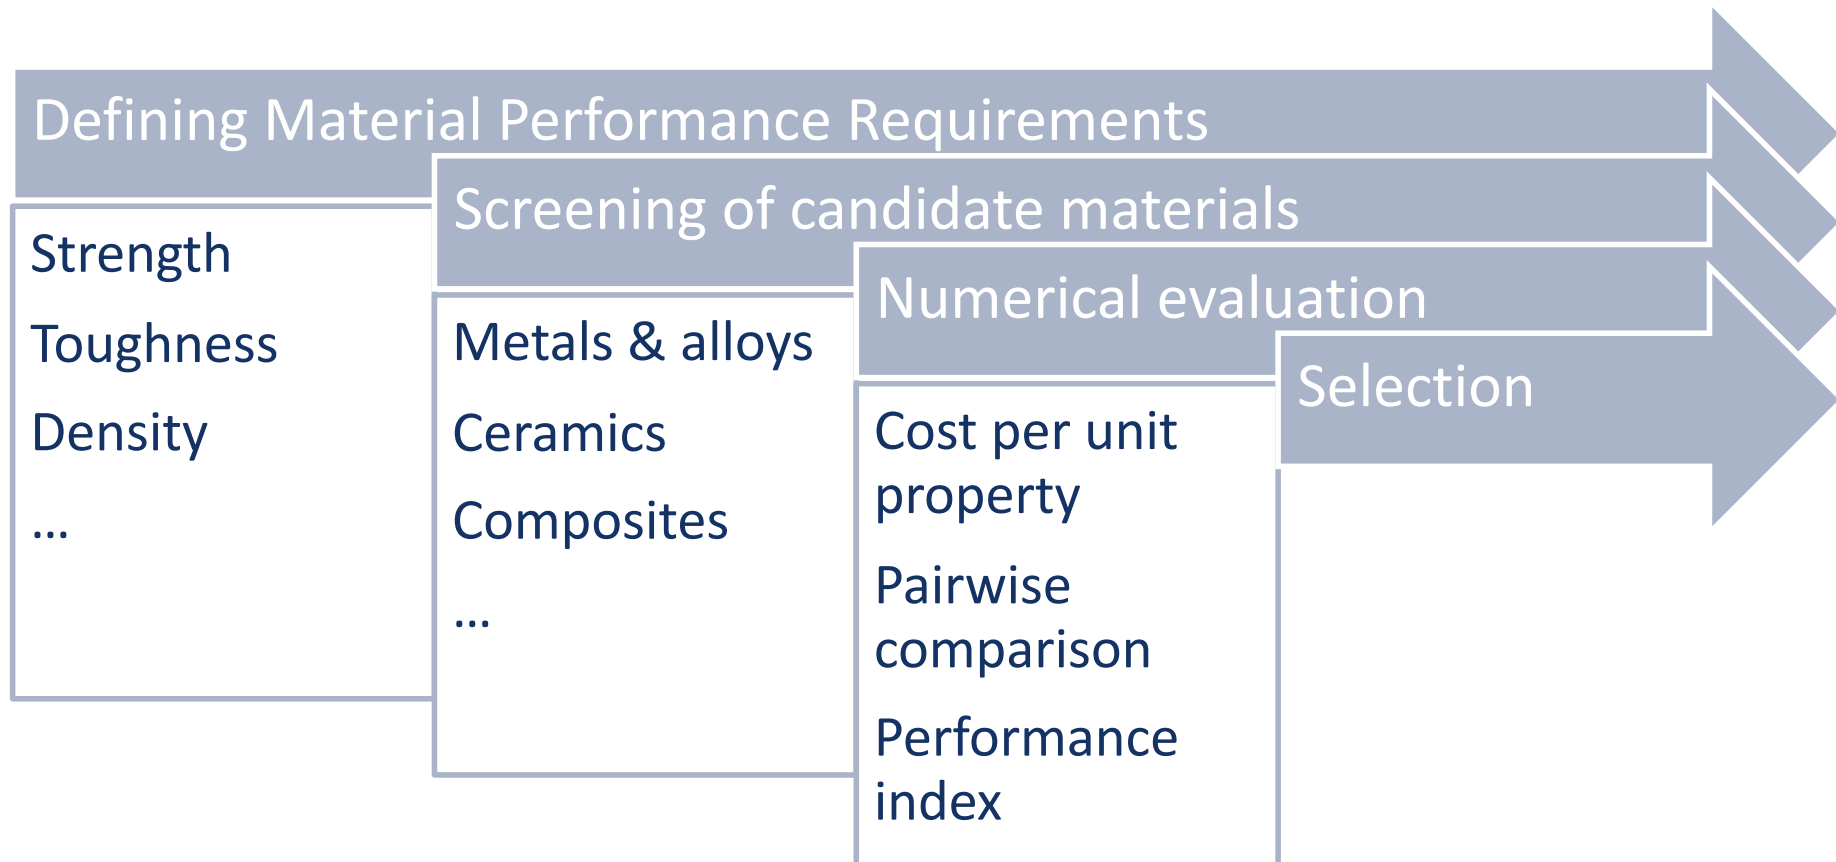 Defining Material Performance Requirements
Strength
Toughness
Density
...
Screening of candidate materials
Metals & alloys
Ceramics
Composites
...
Numerical evaluation
Cost per unit
property
Pairwise
comparison
Performance
index
Selection